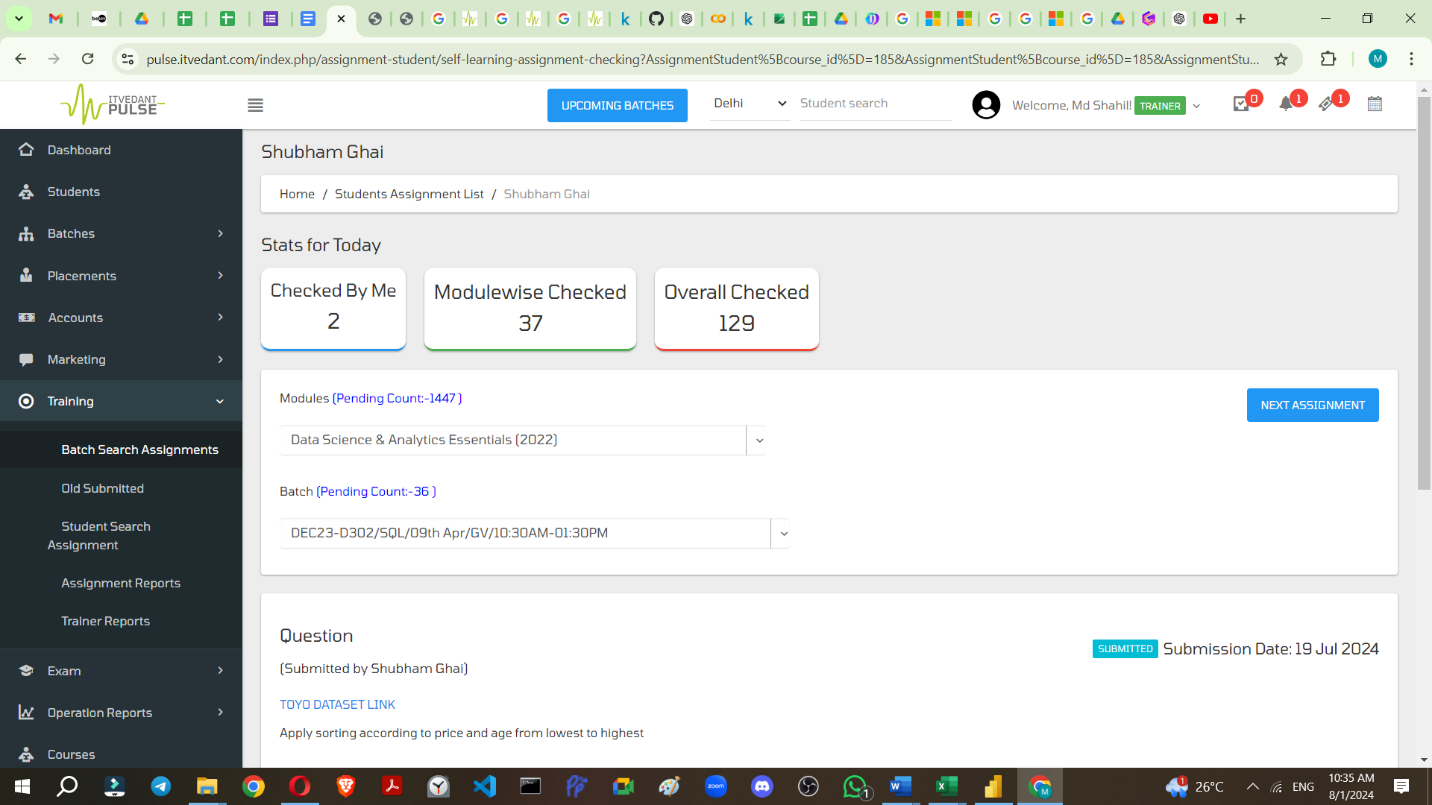 pulse.itvedant.com/index.php/assignment-student/self-learning-assignment-checking?AssignmentStudent%5Bcourse_id%5D=185&AssignmentStudent%5Bcourse_id%5D=185&AssignmentStu...
M
ITVEDANT
PULSE
UPCOMING BATCHES
Delhi
Student search
Welcome, Md Shahil! TRAINER
0
1
1
Dashboard
Students
Batches
Placements
Accounts
Marketing
Training
Batch Search Assignments
Old Submitted
Student Search
Assignment
Assignment Reports
Trainer Reports
Exam
Operation Reports
Courses
Shubham Ghai
Home / Students Assignment List / Shubham Ghai
Stats for Today
Checked By Me
2
Modulewise Checked
37
Overall Checked
129
Modules (Pending Count:-1447 )
NEXT ASSIGNMENT
Data Science & Analytics Essentials (2022)
Batch (Pending Count:-36 )
DEC23-D302/SQL/09th Apr/GV/10:30AM-01:30PM
Question
SUBMITTED Submission Date: 19 Jul 2024
(Submitted by Shubham Ghai)
TOYO DATASET LINK
Apply sorting according to price and age from lowest to highest
zoom
1
1
26°C
ENG
10:35 AM
8/1/2024